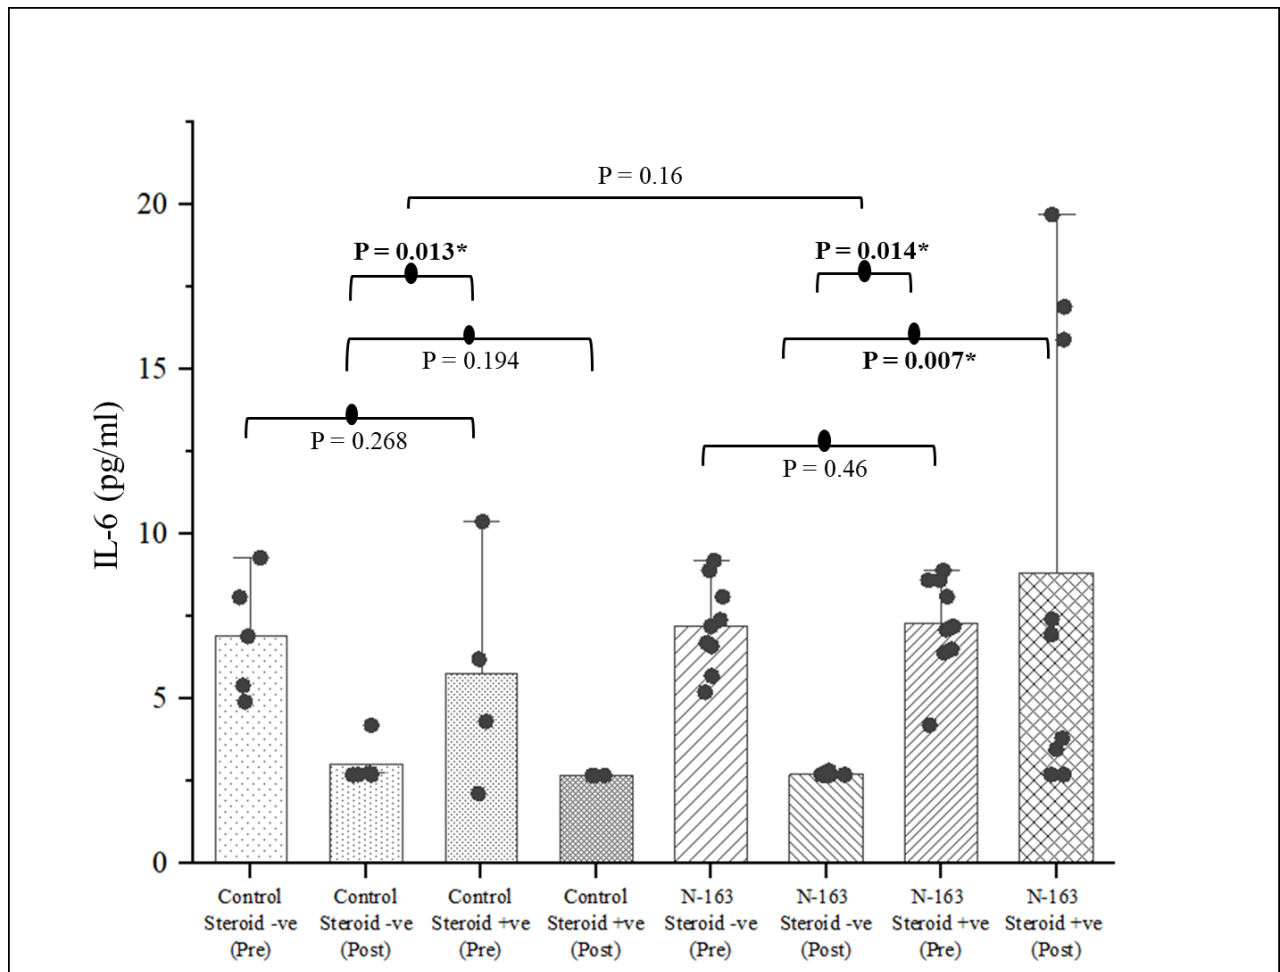 P = 0.16
20
P = 0.013*
P = 0.014*
15
P = 0.194
P = 0.007*
P = 0.268
P = 0.46
IL-6 (pg/ml)
10
5
0
Control
Steroid -ve
(Pre)
Control
Steroid -ve
(Post)
Control
Steroid +ve
(Pre)
Control
Steroid +ve
(Post)
N-163
Steroid -ve
(Pre)
N-163
Steroid -ve
(Post)
N-163
Steroid +ve
(Pre)
N-163
Steroid +ve
(Post)